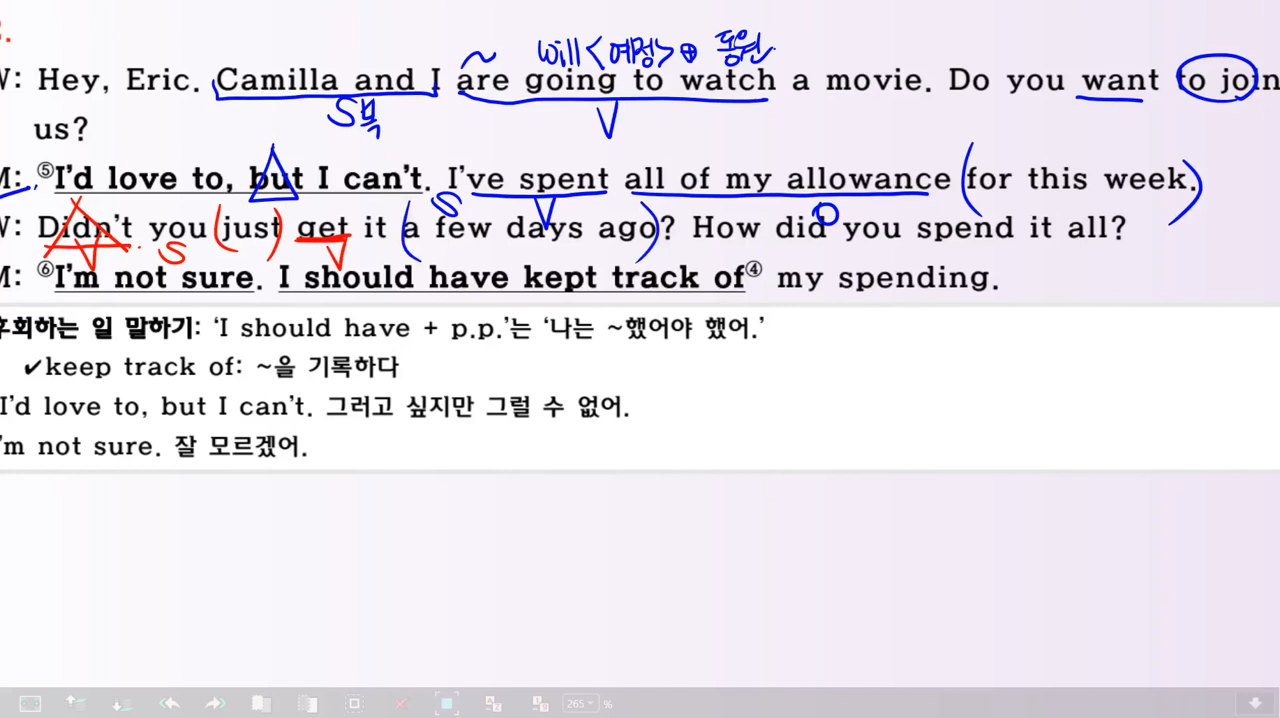 ~ will<예정>⊕ 동원
W: Hey, Eric. Camilla and I are going to watch a movie. Do you want to join
S복 V
us?
M: ⑤I'd love to, but I can't. I've spent all of my allowance (for this week.)
S V O
W: Didn't you (just) get it (a few days ago)? How did you spend it all?
V S V
M: ⑥I'm not sure. I should have kept track of④ my spending.
후회하는 일 말하기: ‘I should have + p.p.’는 ‘나는 ~했어야 했어.’
✔keep track of: ~을 기록하다
I'd love to, but I can't. 그러고 싶지만 그럴 수 없어.
'm not sure. 잘 모르겠어.
265 %